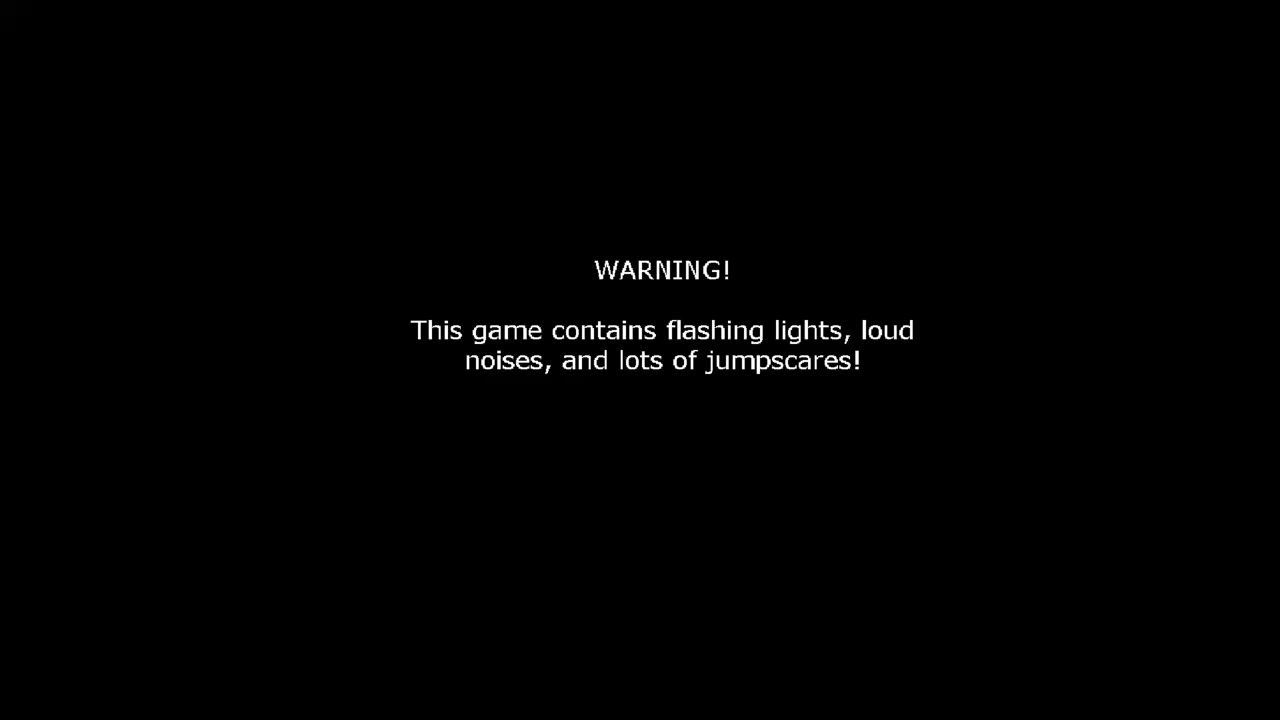 WARNING!
This game contains flashing lights, loud
noises, and lots of jumpscares!